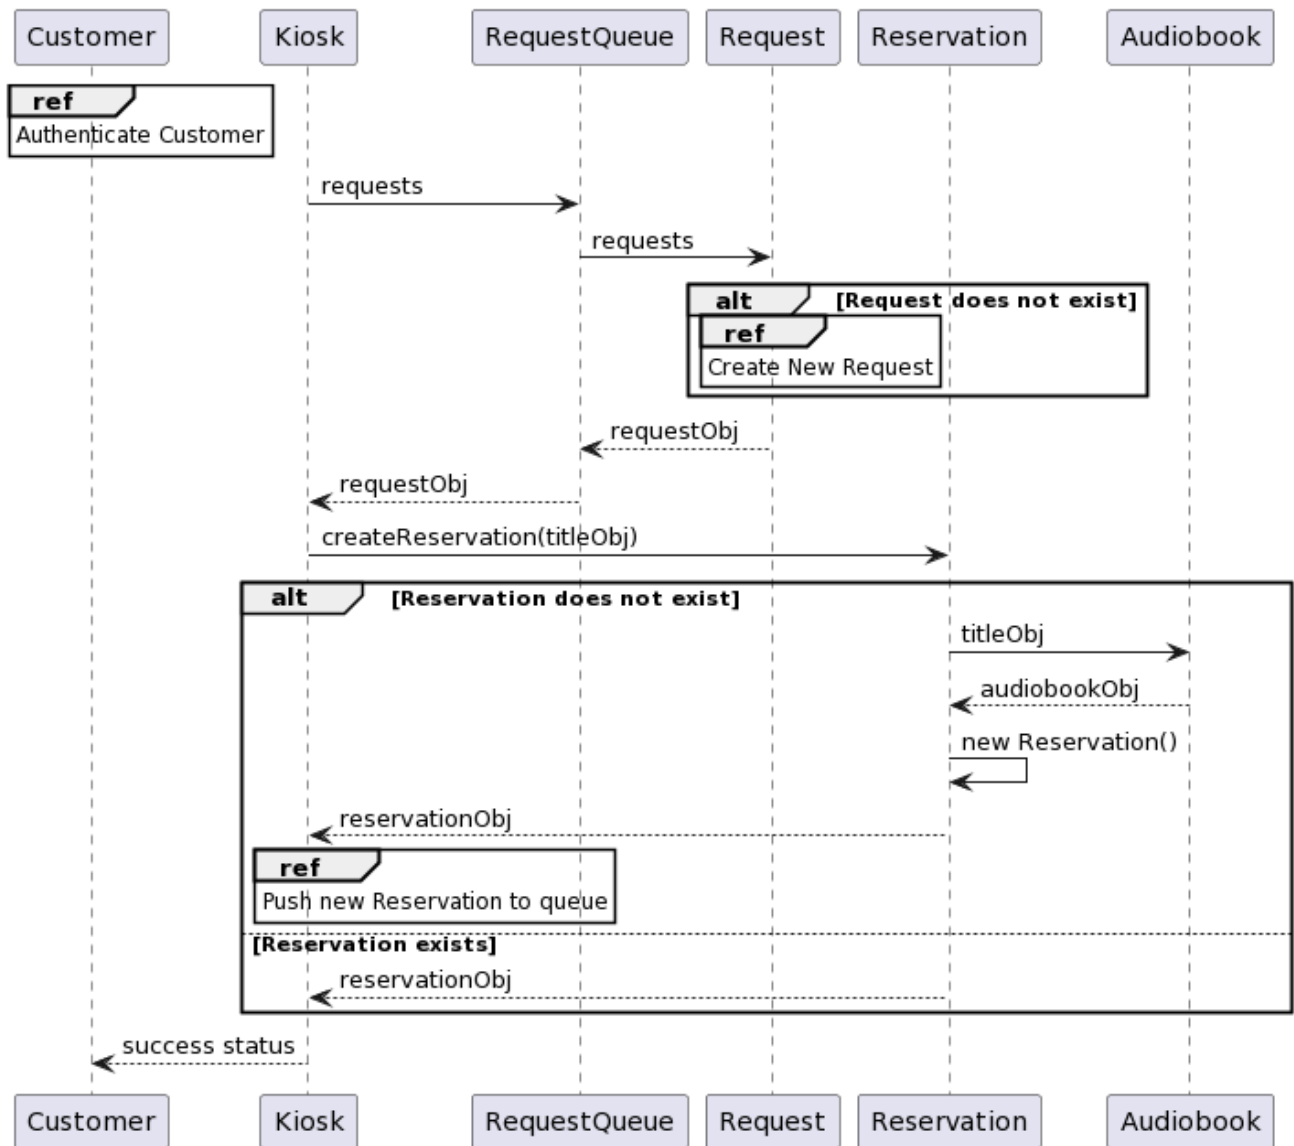 Customer
Kiosk
RequestQueue
Request
Reservation
Audiobook
ref
Authenticate Customer
requests
requests
alt
[Request does not exist]
ref
Create New Request
requestObj
requestObj
createReservation(titleObj)
alt
[Reservation does not exist]
titleObj
audiobookObj
new Reservation()
reservationObj
ref
Push new Reservation to queue
[Reservation exists]
reservationObj
success status
Customer
Kiosk
RequestQueue
Request
Reservation
Audiobook